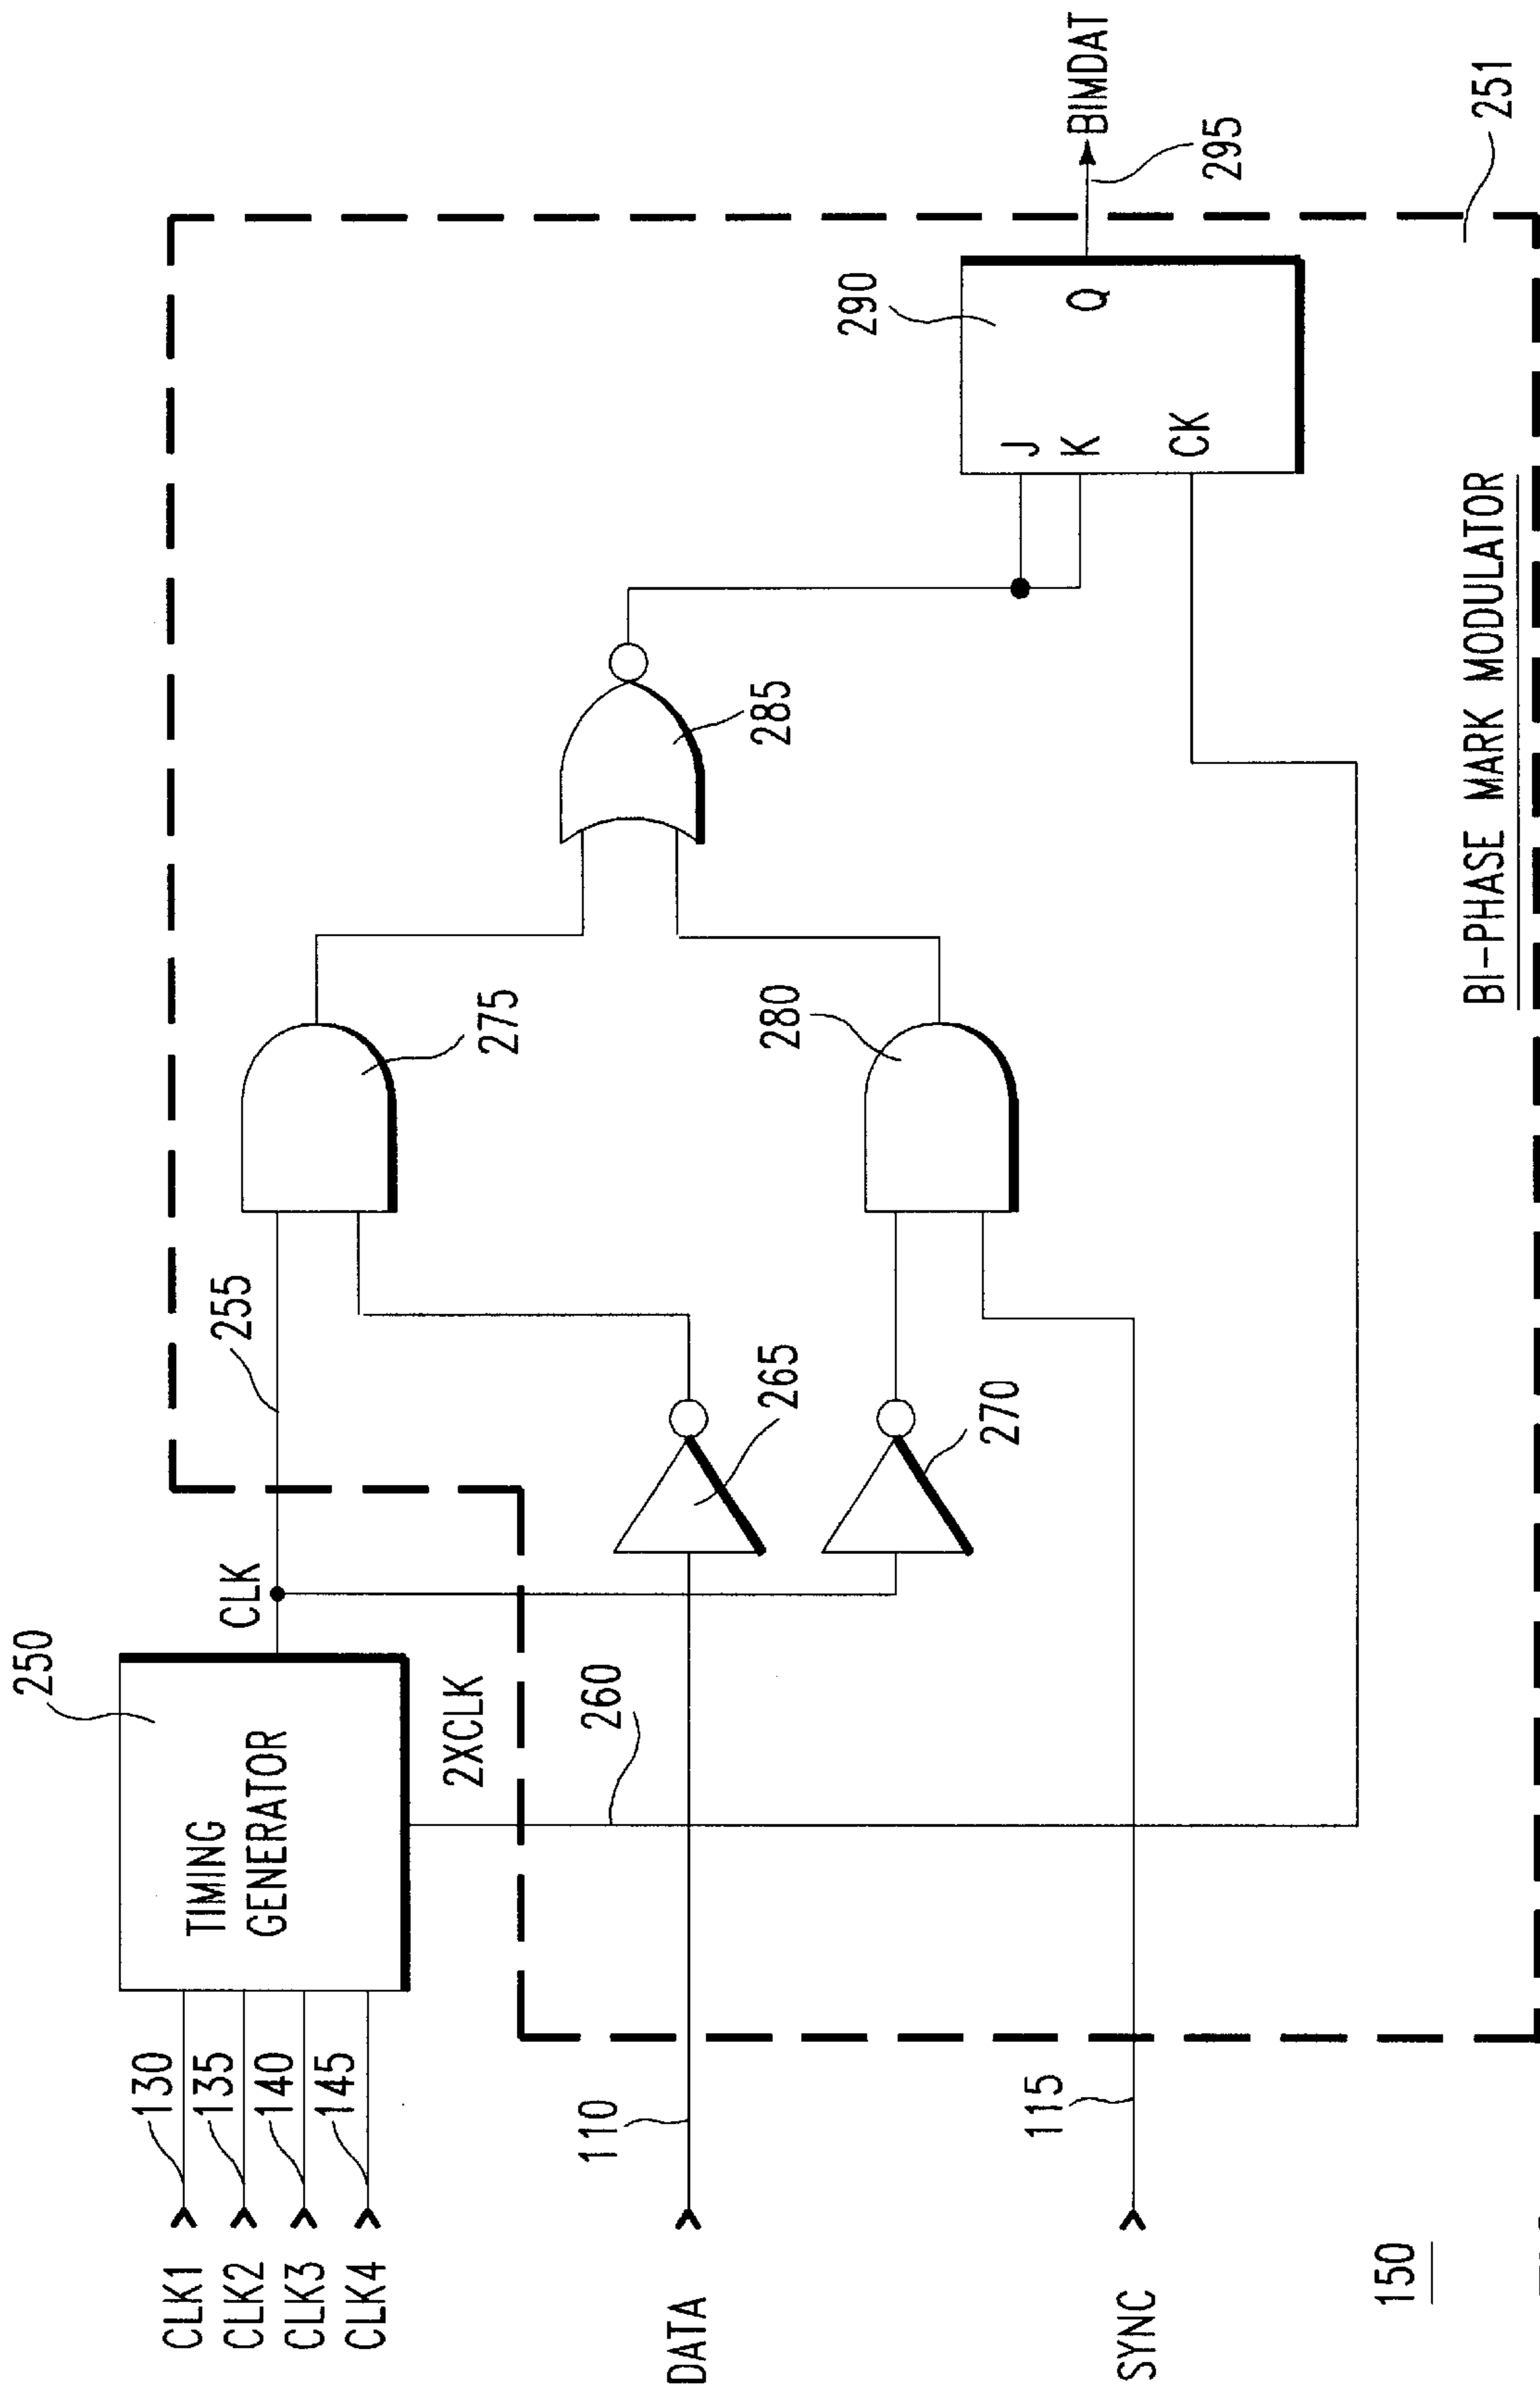 CLK1
CLK2
CLK3
CLK4
130
135
140
145
250
TIMING
GENERATOR
CLK
2XCLK
255
260
DATA
110
SYNC
115
265
270
275
280
285
290
J
K
CK
Q
BIMDAT
295
251
BI-PHASE MARK MODULATOR
150